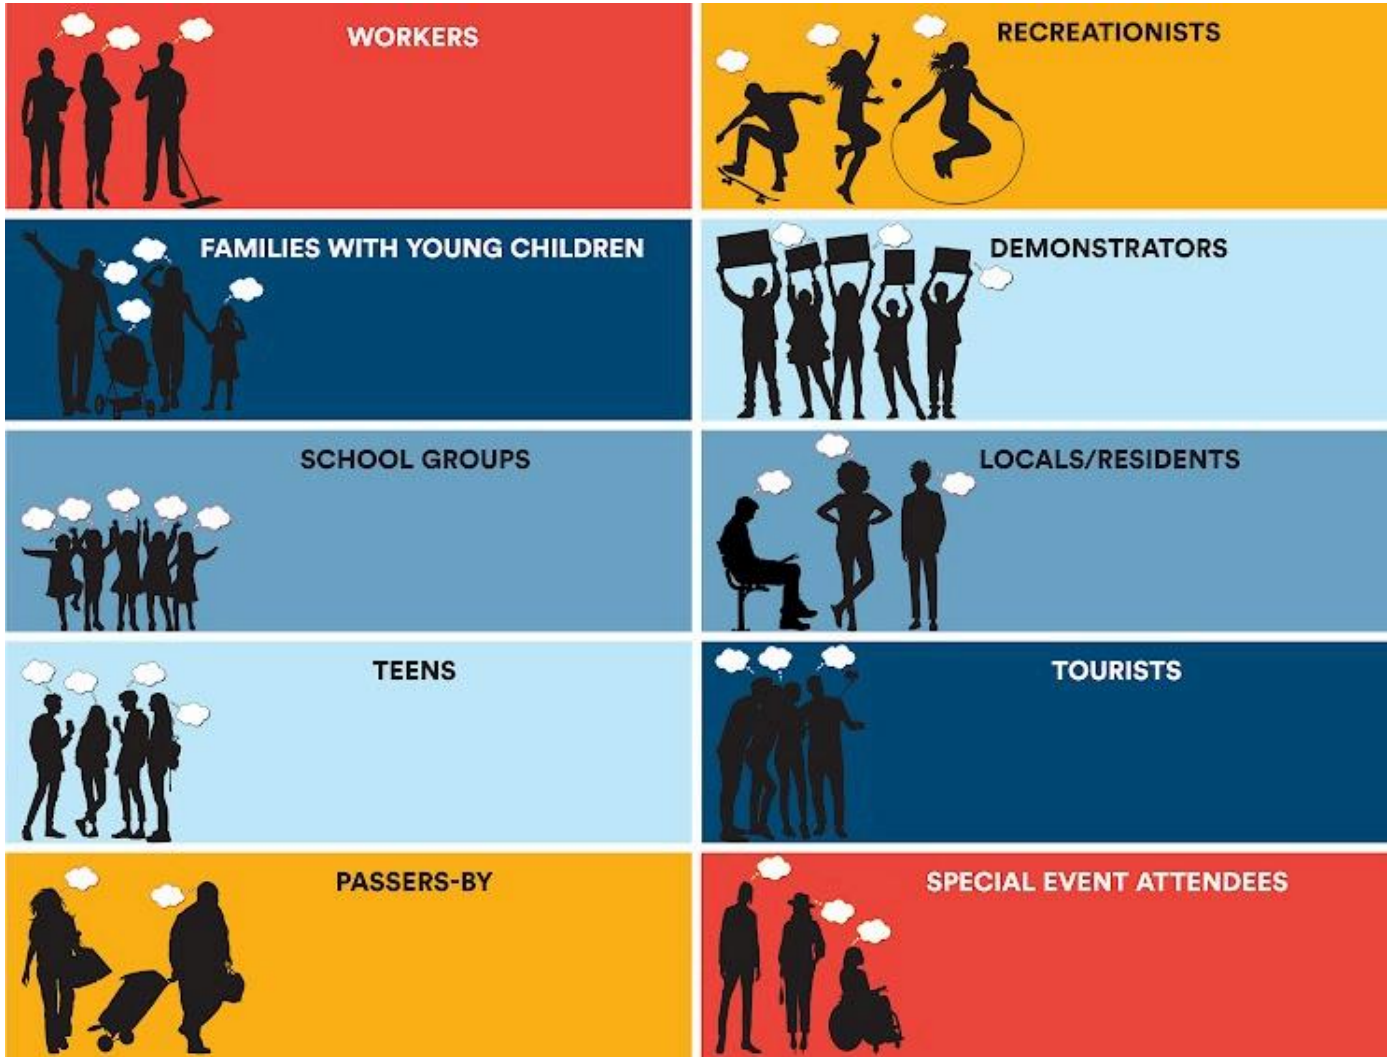 WORKERS
RECREATIONISTS
FAMILIES WITH YOUNG CHILDREN
DEMONSTRATORS
SCHOOL GROUPS
LOCALS/RESIDENTS
TEENS
TOURISTS
PASSERS-BY
SPECIAL EVENT ATTENDEES